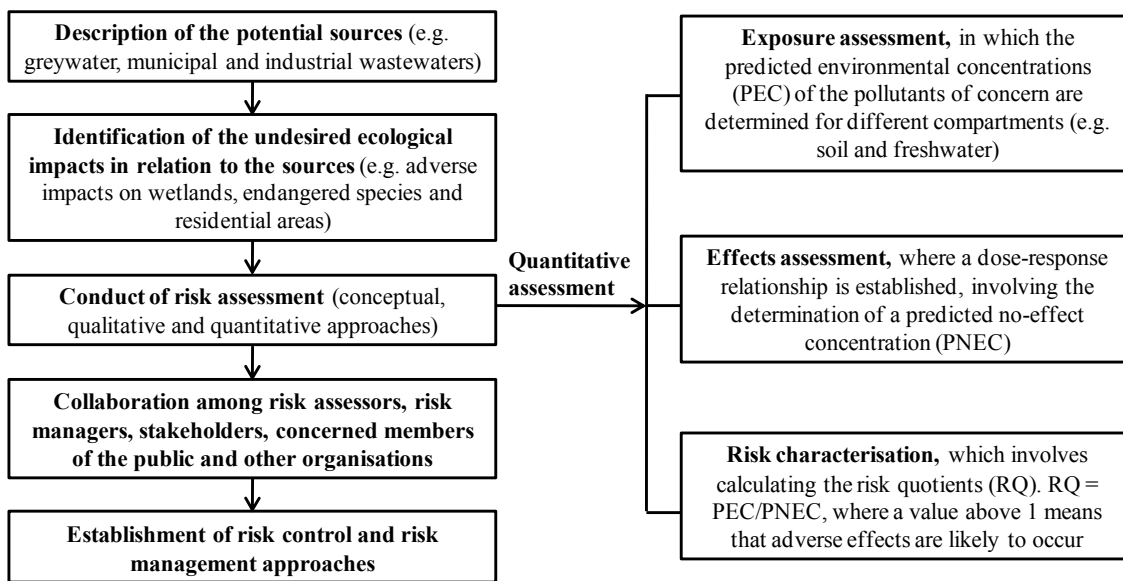 Description of the potential sources (e.g.
greywater, municipal and industrial wastewaters)
Identification of the undesired ecological
impacts in relation to the sources (e.g. adverse
impacts on wetlands, endangered species and
residential areas)
Conduct of risk assessment (conceptual,
qualitative and quantitative approaches)
Collaboration among risk assessors, risk
managers, stakeholders, concerned members
of the public and other organisations
Establishment of risk control and risk
management approaches
Quantitative
assessment
Exposure assessment, in which the
predicted environmental concentrations
(PEC) of the pollutants of concern are
determined for different compartments (e.g.
soil and freshwater)
Effects assessment, where a dose-response
relationship is established, involving the
determination of a predicted no-effect
concentration (PNEC)
Risk characterisation, which involves
calculating the risk quotients (RQ). RQ =
PEC/PNEC, where a value above 1 means
that adverse effects are likely to occur